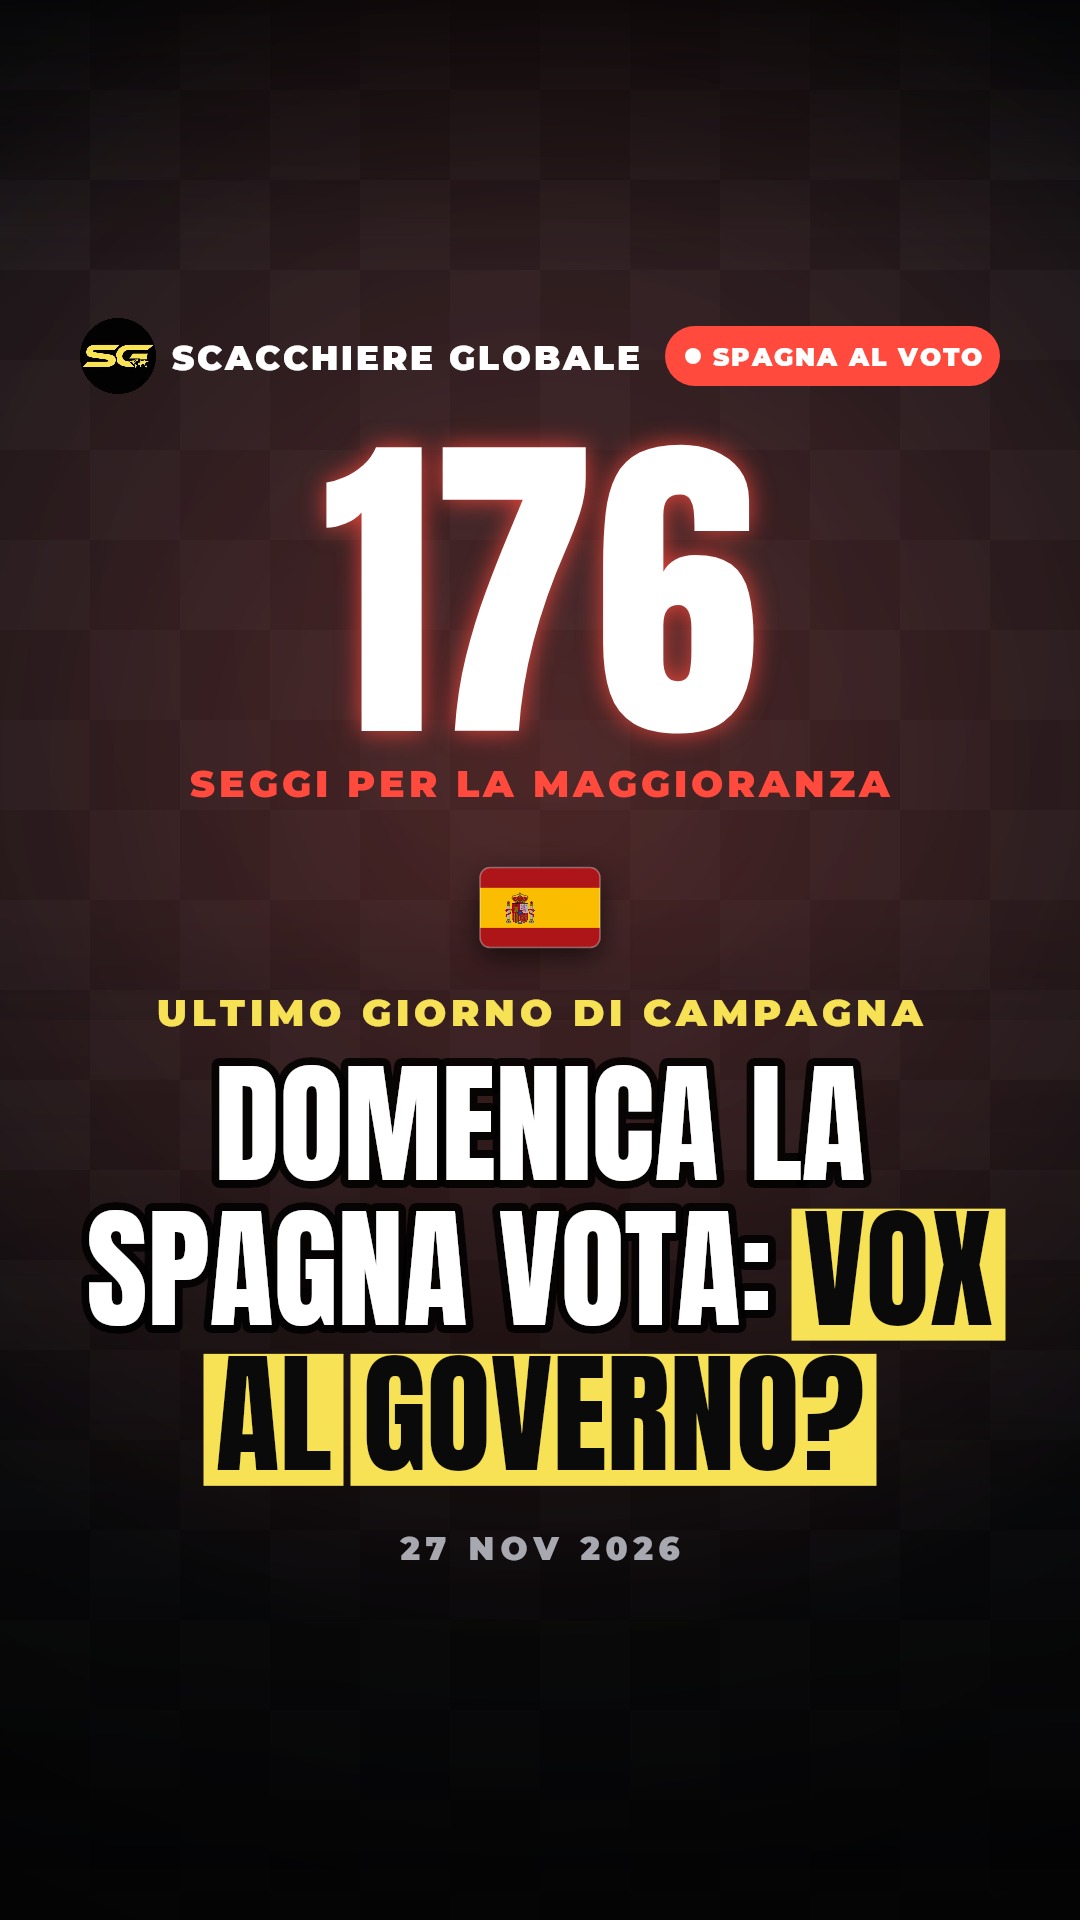 SG SCACCHIERE GLOBALE
SPAGNA AL VOTO
176
SEGGI PER LA MAGGIORANZA
ULTIMO GIORNO DI CAMPAGNA
DOMENICA LA
SPAGNA VOTA: VOX
AL GOVERNO?
27 NOV 2026